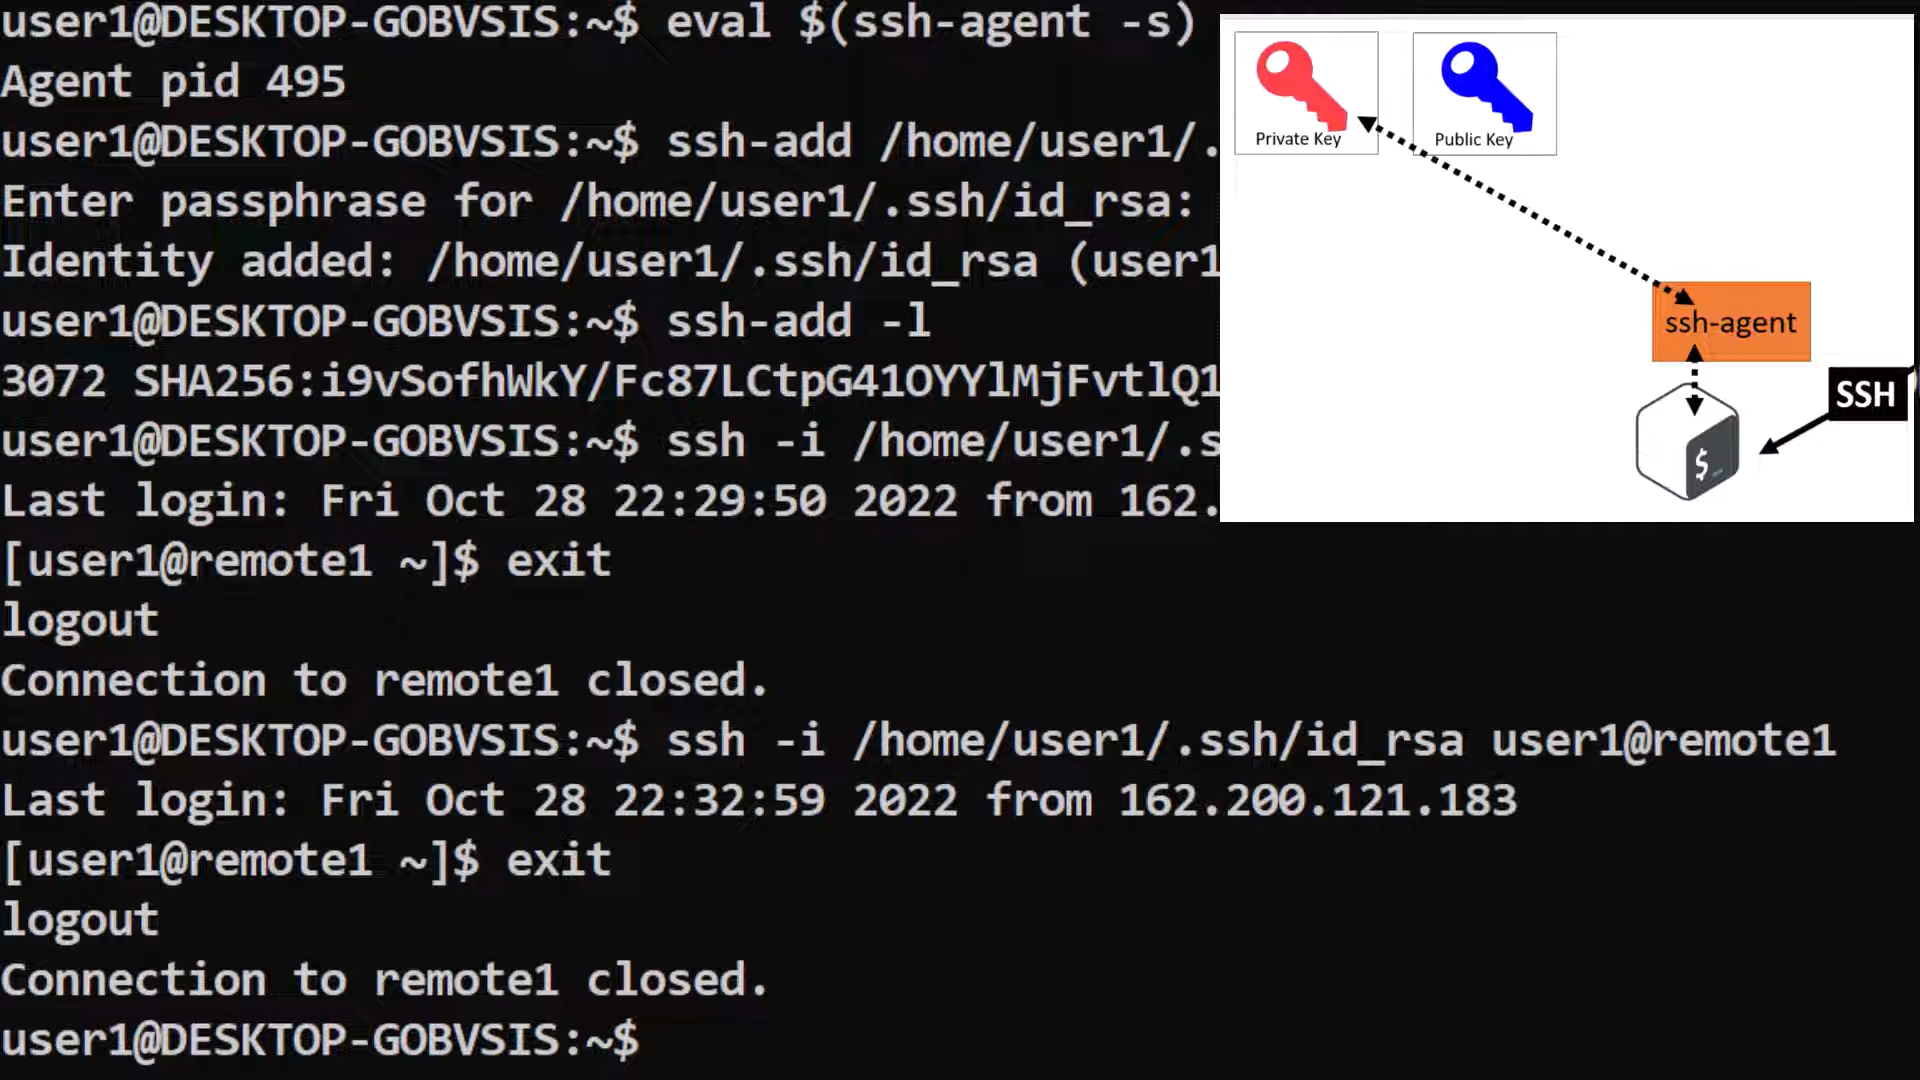 user1@DESKTOP-GOBVSIS:~$ eval $(ssh-agent -s)
Agent pid 495
user1@DESKTOP-GOBVSIS:~$ ssh-add /home/user1/.
Enter passphrase for /home/user1/.ssh/id_rsa:
Identity added: /home/user1/.ssh/id_rsa (user1
user1@DESKTOP-GOBVSIS:~$ ssh-add -l
3072 SHA256:i9vSofhWkY/Fc87LCtpG41OYYlMjFvtlQ1
user1@DESKTOP-GOBVSIS:~$ ssh -i /home/user1/.s
Last login: Fri Oct 28 22:29:50 2022 from 162.
[user1@remote1 ~]$ exit
logout
Connection to remote1 closed.
user1@DESKTOP-GOBVSIS:~$ ssh -i /home/user1/.ssh/id_rsa user1@remote1
Last login: Fri Oct 28 22:32:59 2022 from 162.200.121.183
[user1@remote1 ~]$ exit
logout
Connection to remote1 closed.
user1@DESKTOP-GOBVSIS:~$
Private Key
Public Key
ssh-agent
SSH
$